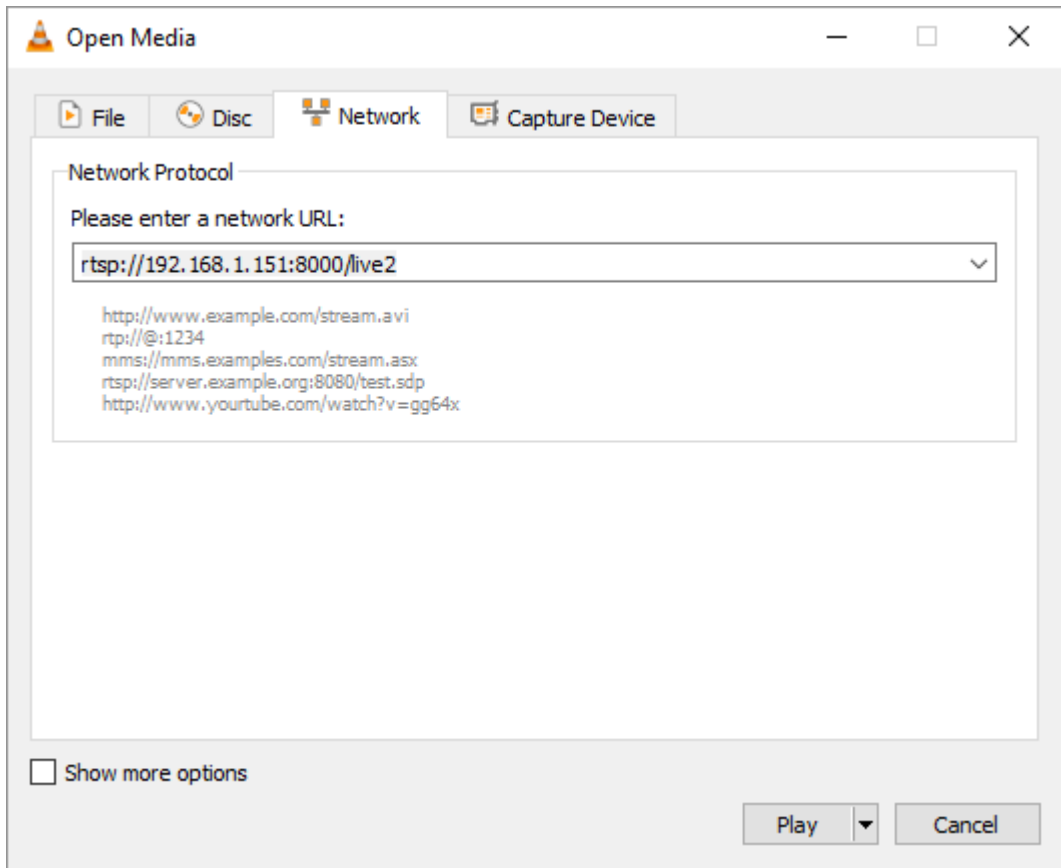 Open Media
File
Disc
Network
Capture Device
Network Protocol
Please enter a network URL:
rtsp://192.168.1.151:8000/live2
http://www.example.com/stream.avi
rtp://@:1234
mms://mms.examples.com/stream.asx
rtsp://server.example.org:8080/test.sdp
http://www.yourtube.com/watch?v=gg64x
Show more options
Play
Cancel